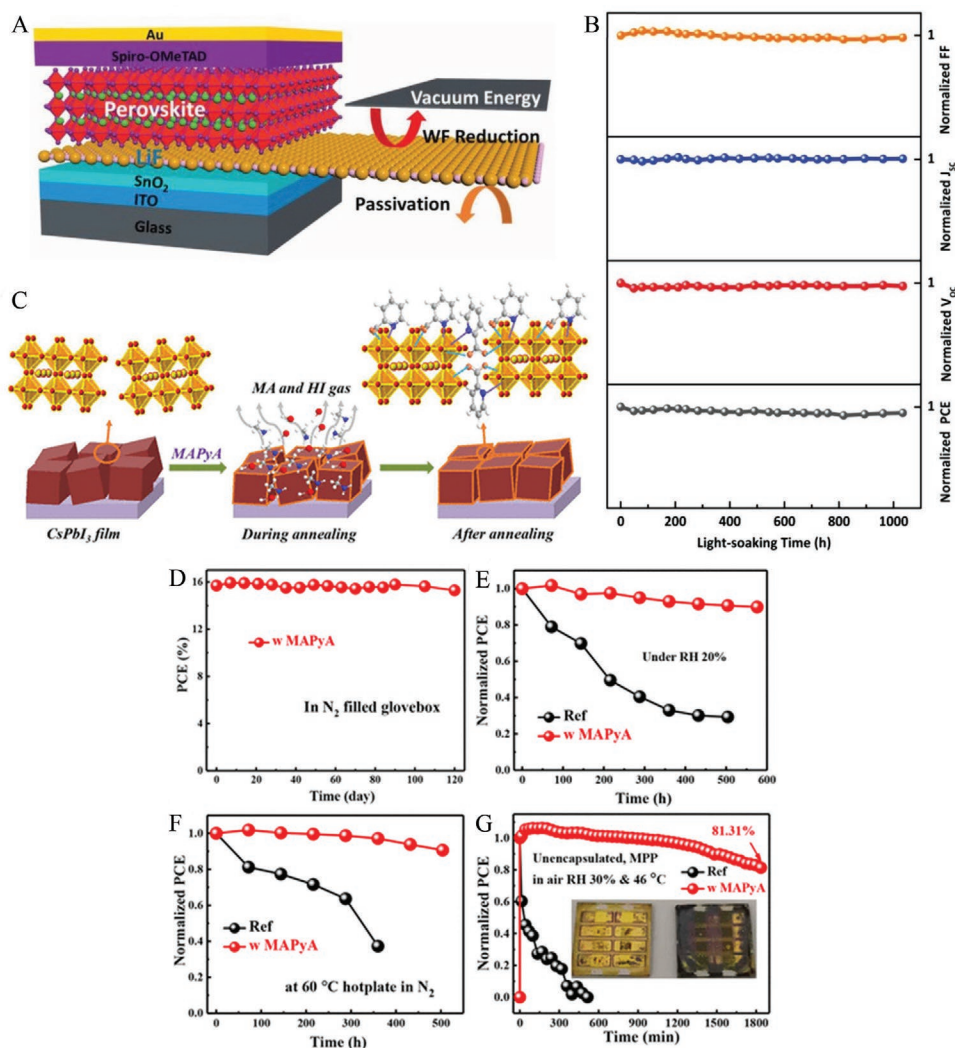 A
Au
Spiro-OMeTAD
Perovskite
LiF
SnO2
ITO
Glass
Vacuum Energy
WF Reduction
Passivation
B
Normalized FF
1
Normalized JSC
1
Normalized VOC
1
Normalized PCE
1
0 200 400 600 800 1000
Light-soaking Time (h)
C
MAPyA
MA and HI gas
CsPbI3 film
During annealing
After annealing
D
PCE (%)
16
12
8
4
0
w MAPyA
In N2 filled glovebox
0 20 40 60 80 100 120
Time (day)
E
Normalized PCE
1.0
0.8
0.6
0.4
0.2
0.0
Under RH 20%
Ref
w MAPyA
0 100 200 300 400 500 600
Time (h)
F
Normalized PCE
1.0
0.8
0.6
0.4
0.2
0.0
Ref
w MAPyA
at 60 °C hotplate in N2
0 100 200 300 400 500
Time (h)
G
Normalized PCE
1.0
0.8
0.6
0.4
0.2
0.0
81.31%
Unencapsulated, MPP
in air RH 30% & 46 °C
Ref
w MAPyA
0 300 600 900 1200 1500 1800
Time (min)